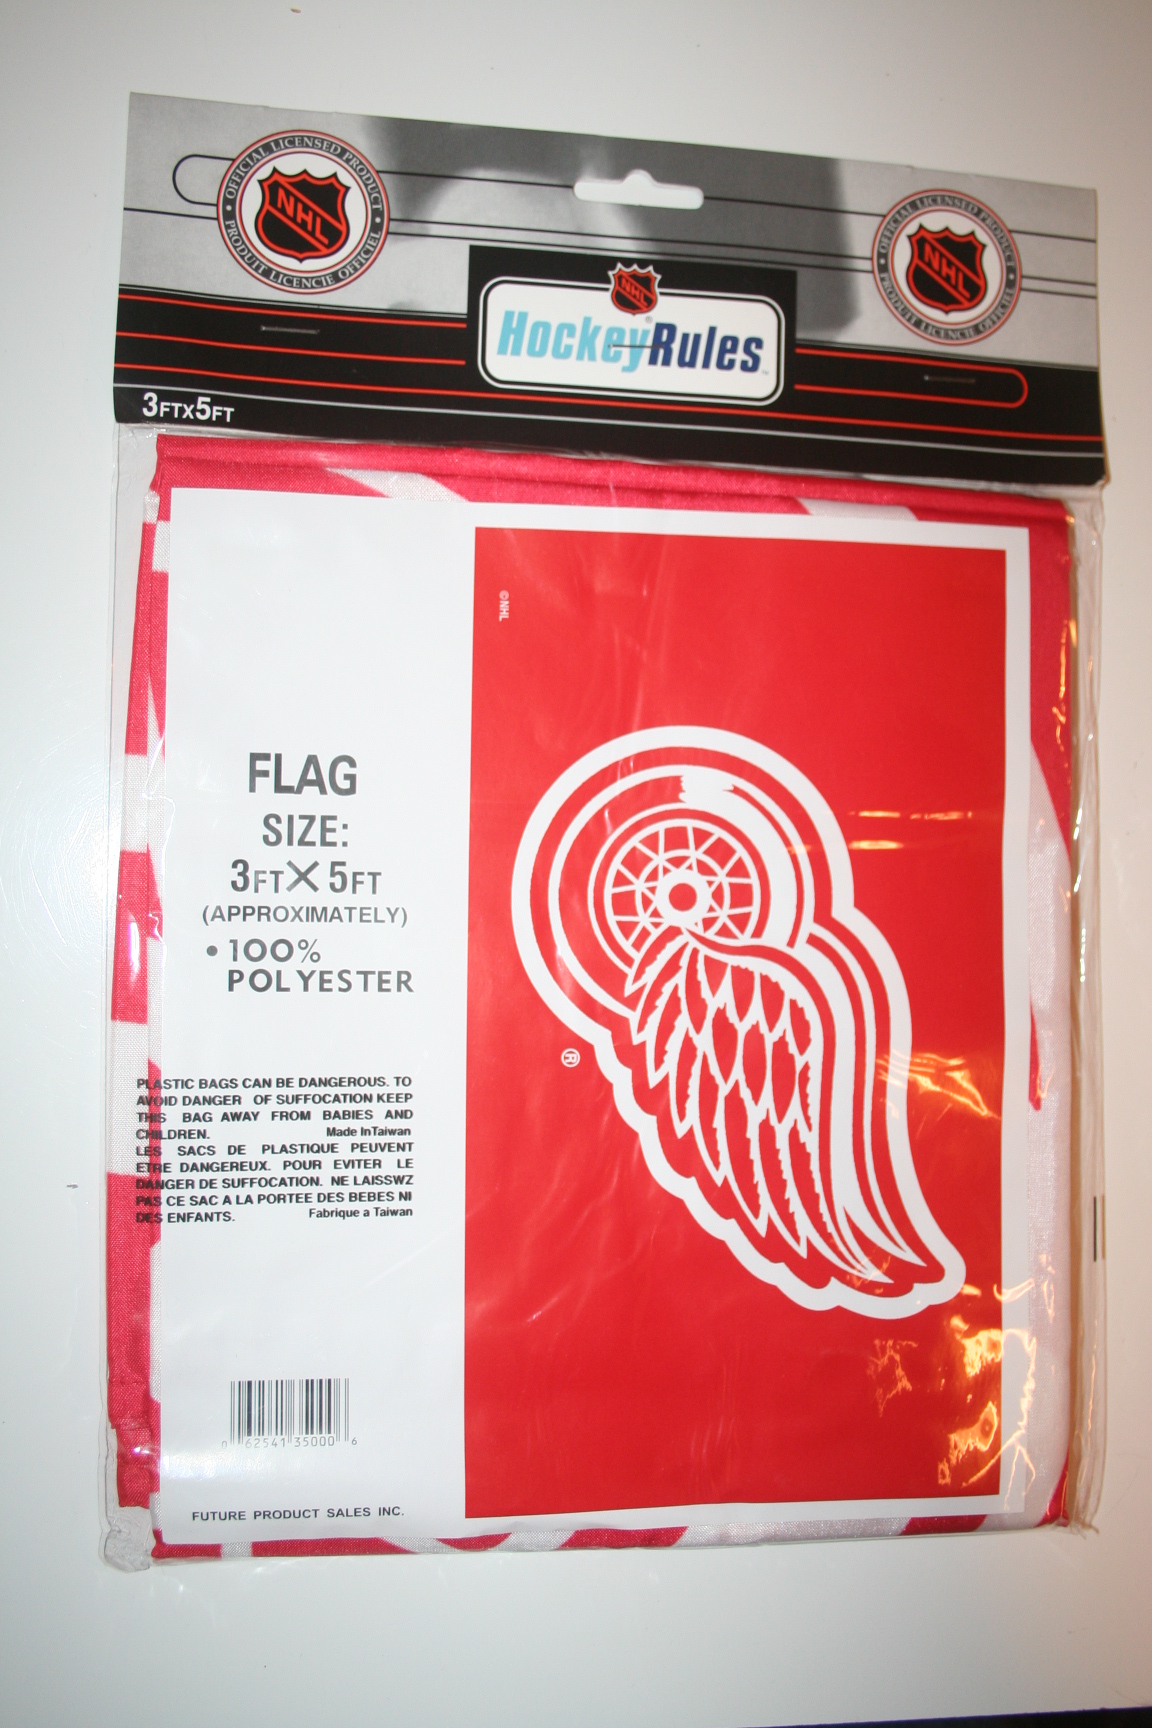 OFFICIAL LICENSED PRODUCT
NHL
PRODUIT LICENCIE OFFICIEL
OFFICIAL LICENSED PRODUCT
NHL
PRODUIT LICENCIE OFFICIEL
NHL
®
HockeyRules™
3FTX5FT
©NHL
FLAG
SIZE:
3FTX 5FT
(APPROXIMATELY)
• 100%
POLYESTER
®
PLASTIC BAGS CAN BE DANGEROUS. TO
AVOID DANGER OF SUFFOCATION KEEP
THIS BAG AWAY FROM BABIES AND
CHILDREN. Made InTaiwan
LES SACS DE PLASTIQUE PEUVENT
ETRE DANGEREUX. POUR EVITER LE
DANGER DE SUFFOCATION. NE LAISSWZ
PAS CE SAC A LA PORTEE DES BEBES NI
DES ENFANTS. Fabrique a Taiwan
0 62541 35000 6
FUTURE PRODUCT SALES INC.